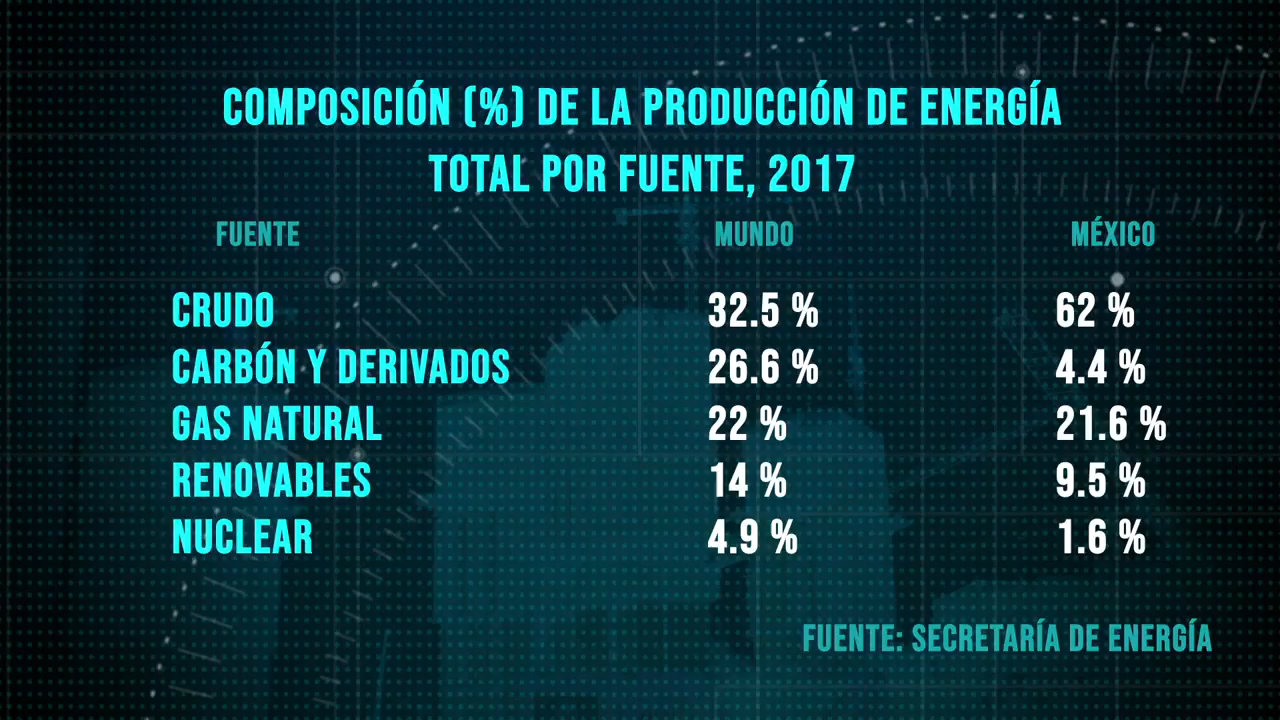 COMPOSICIÓN (%) DE LA PRODUCCIÓN DE ENERGÍA
TOTAL POR FUENTE, 2017
FUENTE MUNDO MÉXICO
CRUDO 32.5 % 62 %
CARBÓN Y DERIVADOS 26.6 % 4.4 %
GAS NATURAL 22 % 21.6 %
RENOVABLES 14 % 9.5 %
NUCLEAR 4.9 % 1.6 %
FUENTE: SECRETARÍA DE ENERGÍA